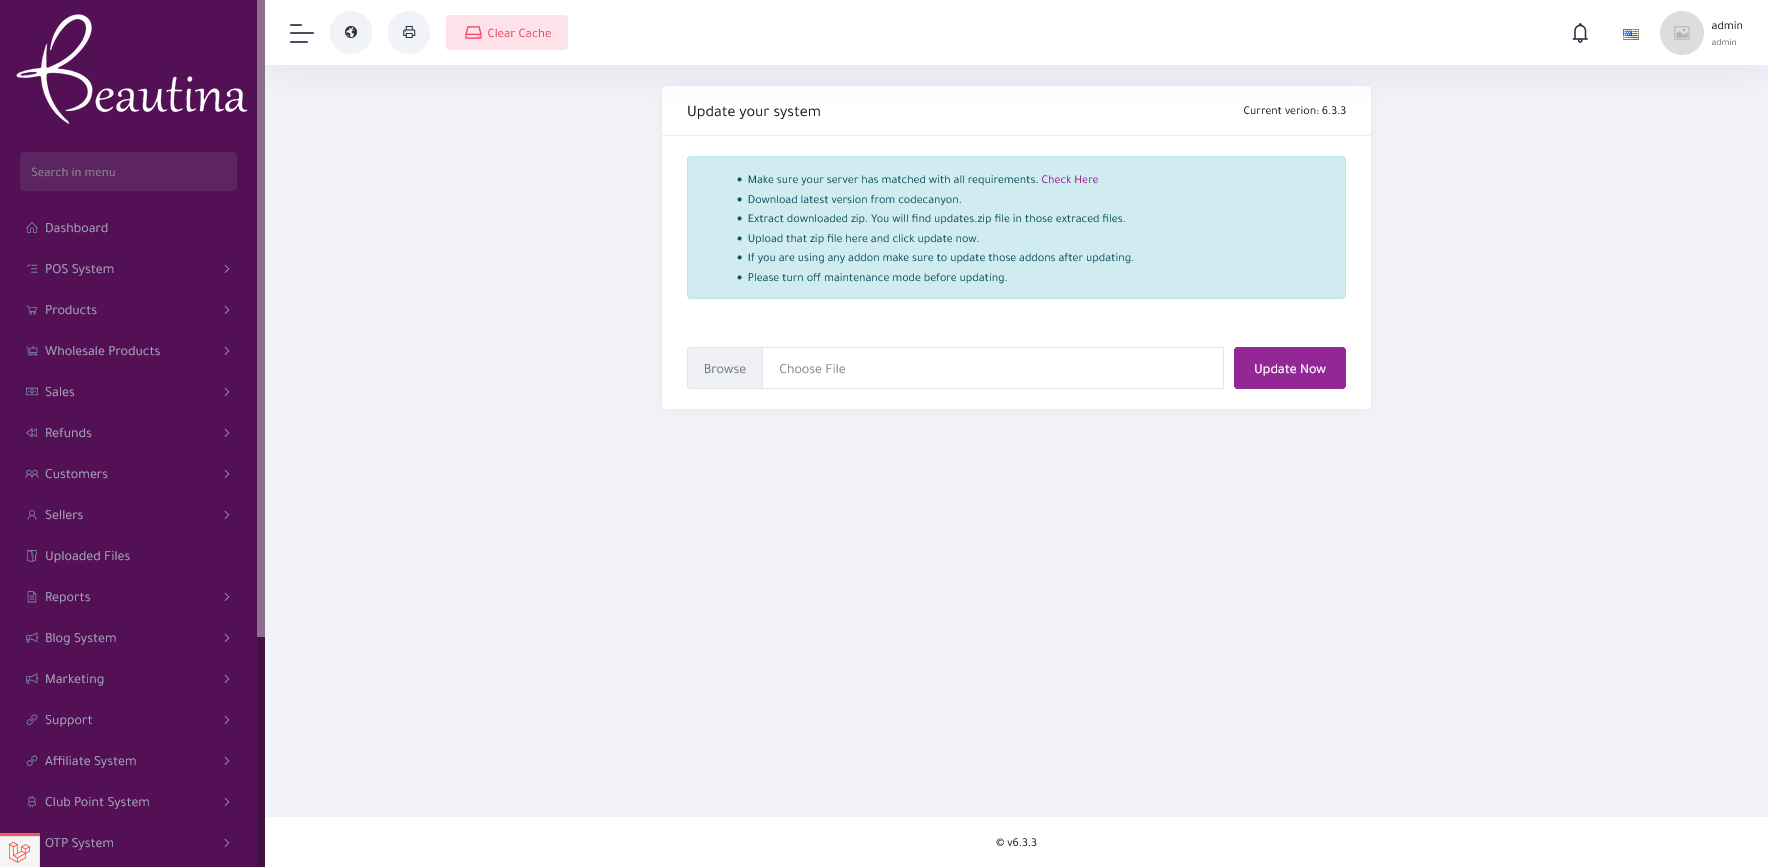 Beautina
Search in menu
Dashboard
POS System
Products
Wholesale Products
Sales
Refunds
Customers
Sellers
Uploaded Files
Reports
Blog System
Marketing
Support
Affiliate System
Club Point System
OTP System
Clear Cache
admin
admin
Update your system
Current verion: 6.3.3
Make sure your server has matched with all requirements. Check Here
Download latest version from codecanyon.
Extract downloaded zip. You will find updates.zip file in those extraced files.
Upload that zip file here and click update now.
If you are using any addon make sure to update those addons after updating.
Please turn off maintenance mode before updating.
Browse
Choose File
Update Now
© v6.3.3